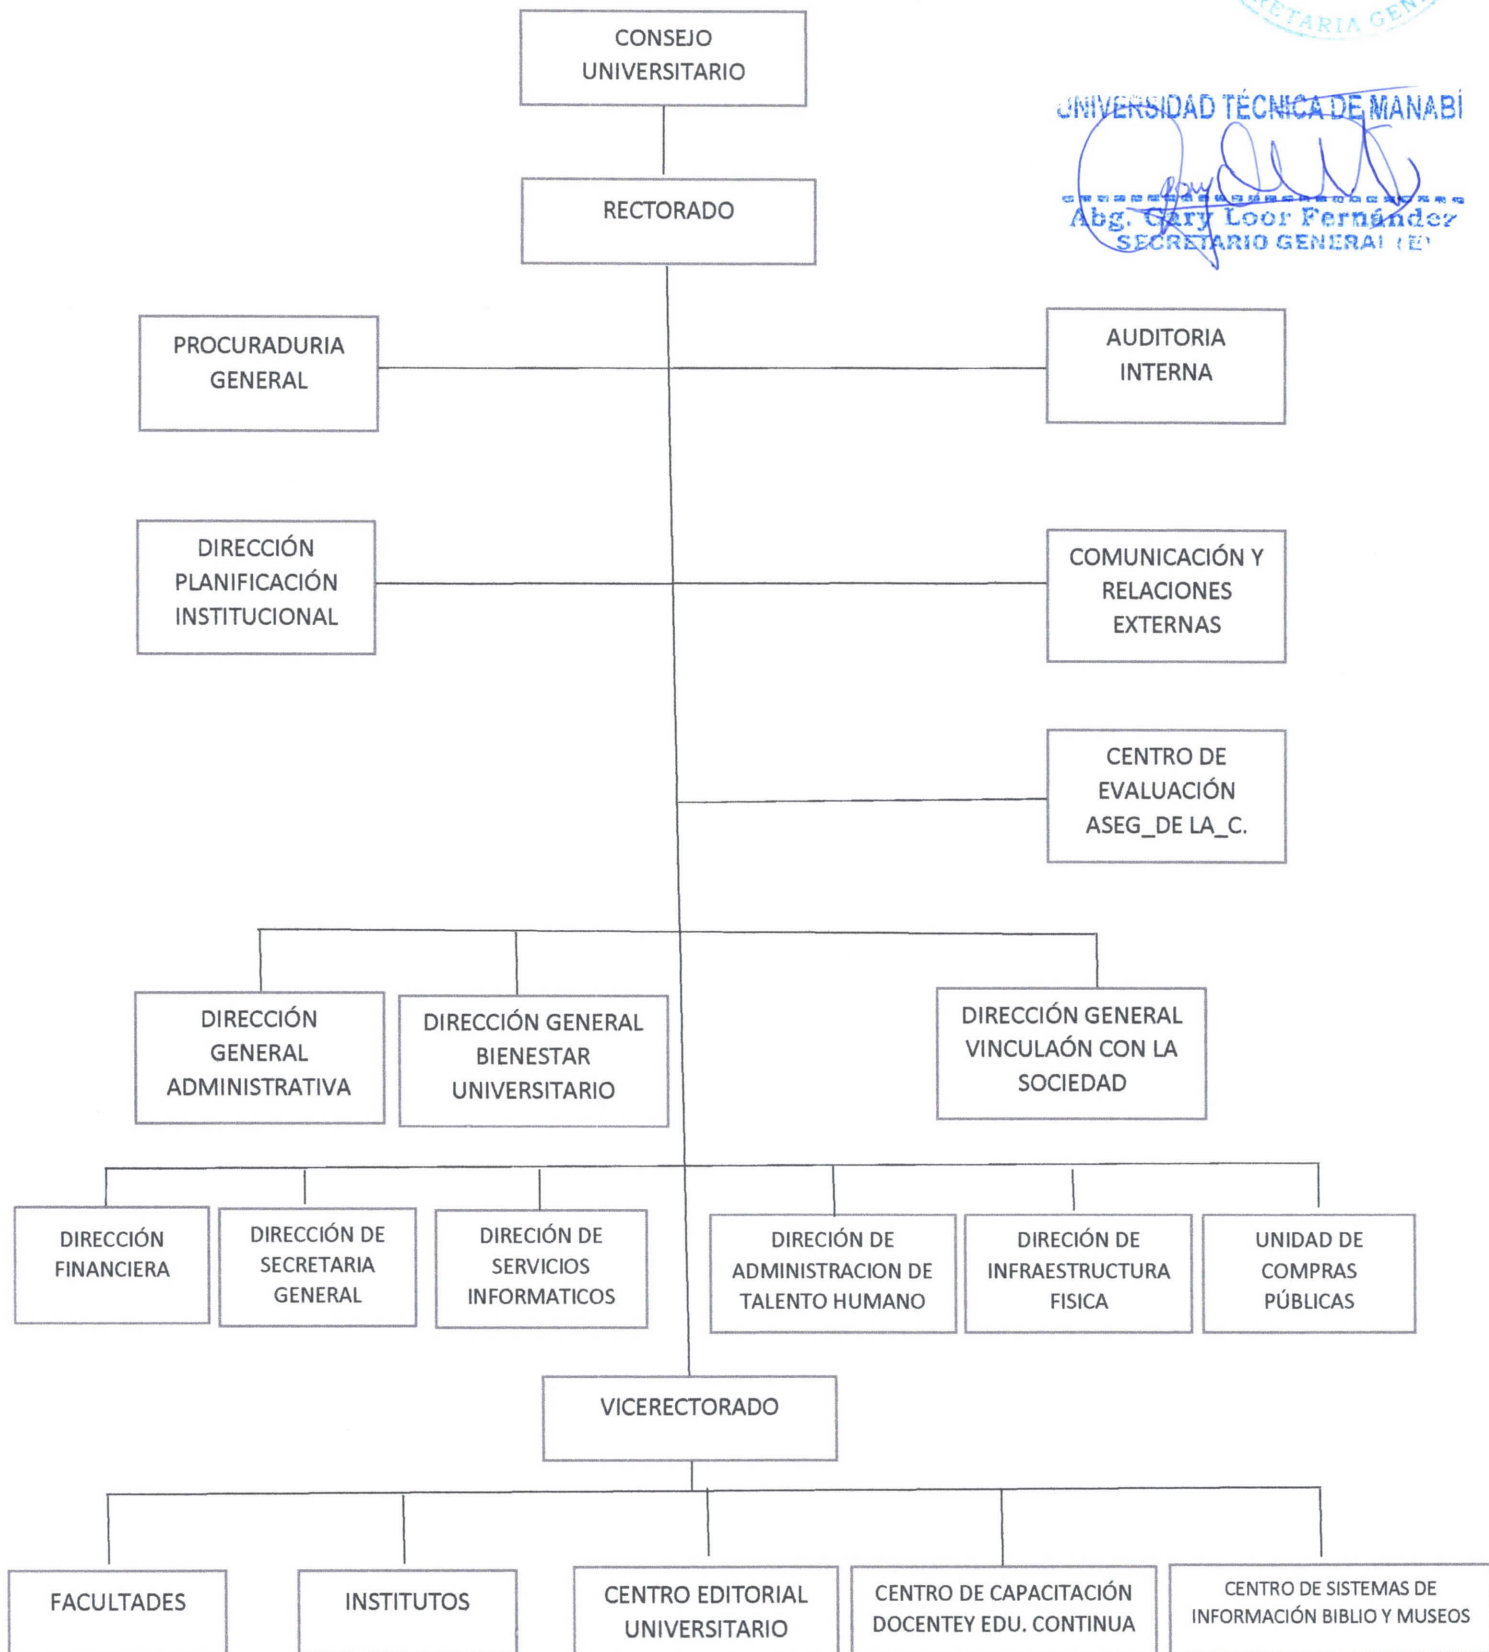 CONSEJO
UNIVERSITARIO
UNIVERSIDAD TÉCNICA DE MANABÍ
Abg. Gary Loor Fernández
SECRETARIO GENERAL (E)
RECTORADO
PROCURADURIA
GENERAL
AUDITORIA
INTERNA
DIRECCIÓN
PLANIFICACIÓN
INSTITUCIONAL
COMUNICACIÓN Y
RELACIONES
EXTERNAS
CENTRO DE
EVALUACIÓN
ASEG_DE LA_C.
DIRECCIÓN
GENERAL
ADMINISTRATIVA
DIRECCIÓN GENERAL
BIENESTAR
UNIVERSITARIO
DIRECCIÓN GENERAL
VINCULAÓN CON LA
SOCIEDAD
DIRECCIÓN
FINANCIERA
DIRECCIÓN DE
SECRETARIA
GENERAL
DIRECIÓN DE
SERVICIOS
INFORMATICOS
DIRECIÓN DE
ADMINISTRACION DE
TALENTO HUMANO
DIRECIÓN DE
INFRAESTRUCTURA
FISICA
UNIDAD DE
COMPRAS
PÚBLICAS
VICERECTORADO
FACULTADES
INSTITUTOS
CENTRO EDITORIAL
UNIVERSITARIO
CENTRO DE CAPACITACIÓN
DOCENTEY EDU. CONTINUA
CENTRO DE SISTEMAS DE
INFORMACIÓN BIBLIO Y MUSEOS